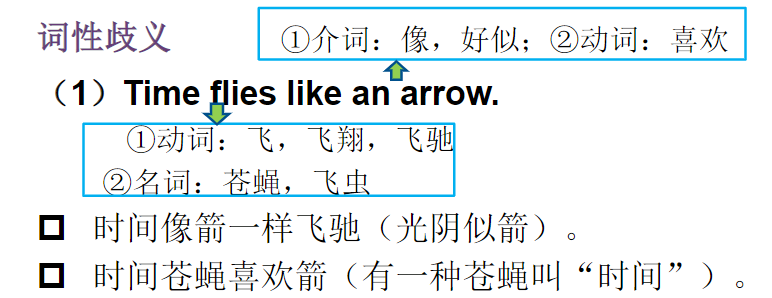 词性歧义
①介词：像，好似；②动词：喜欢
（1）Time flies like an arrow.
①动词：飞，飞翔，飞驰
②名词：苍蝇，飞虫
时间像箭一样飞驰（光阴似箭）。
时间苍蝇喜欢箭（有一种苍蝇叫“时间”）。